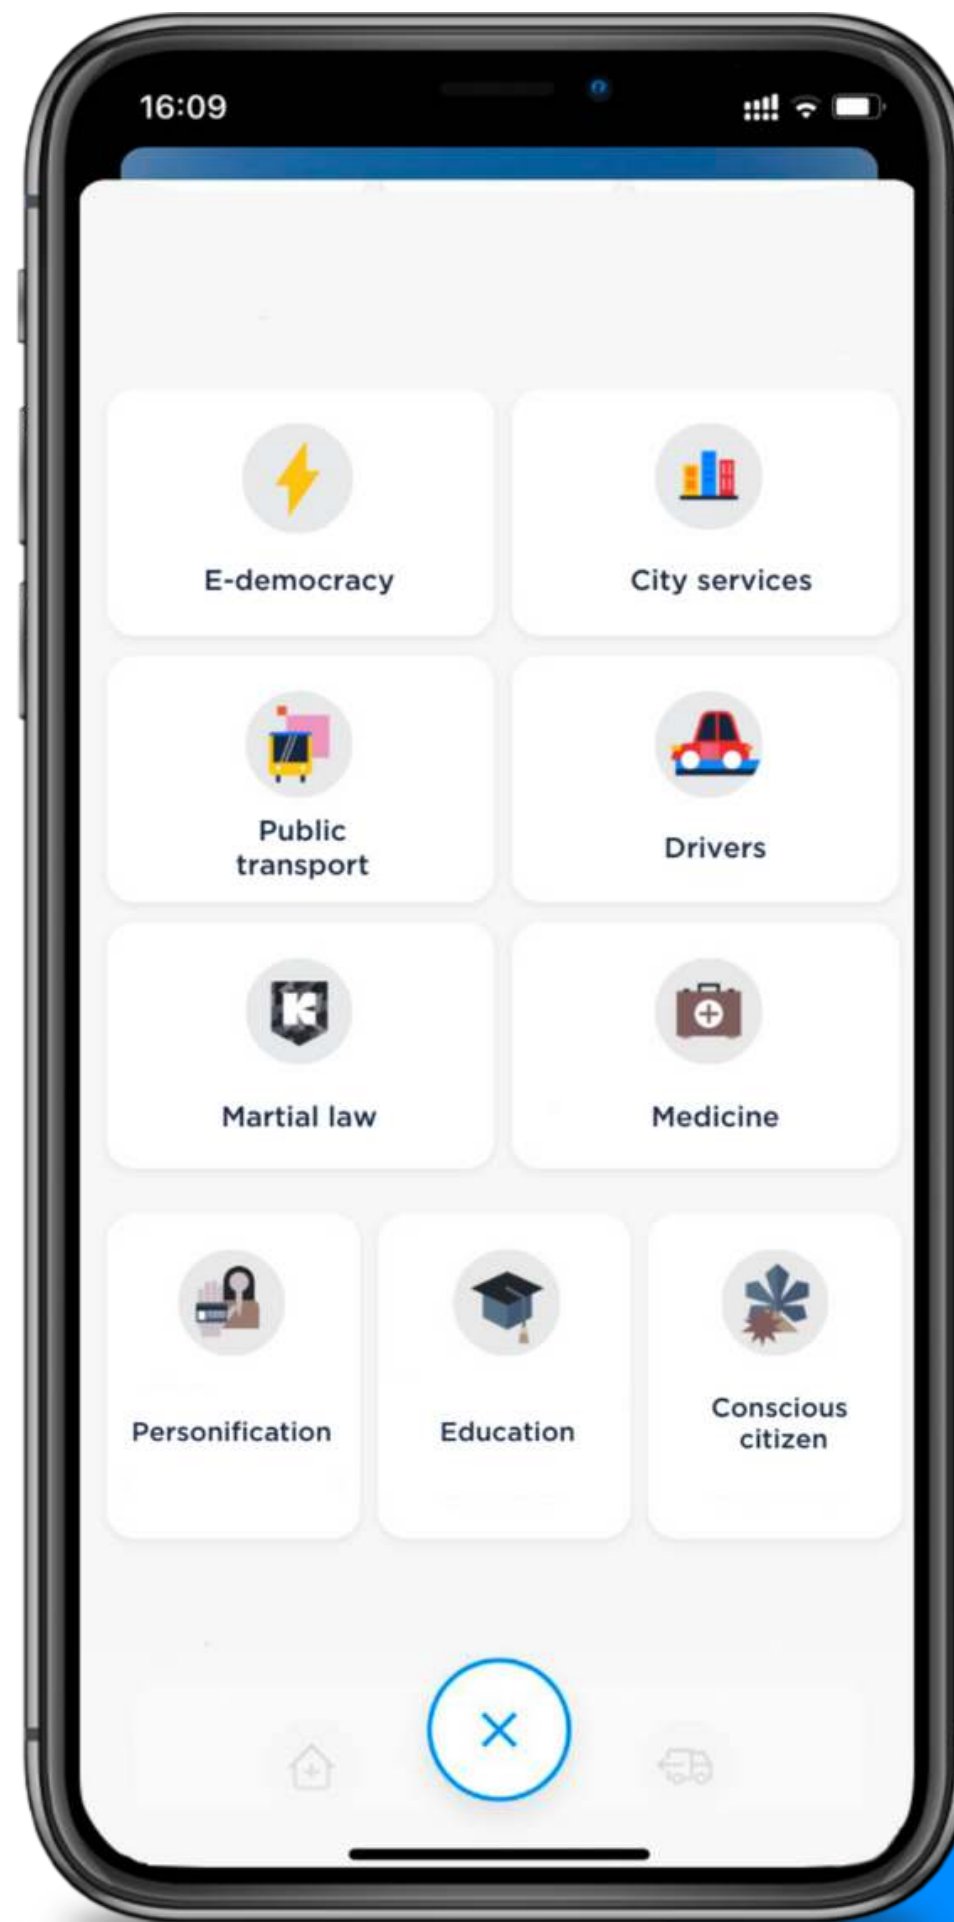 16:09
E-democracy
City services
Public
transport
Drivers
K
Martial law
Medicine
Personification
Education
Conscious
citizen